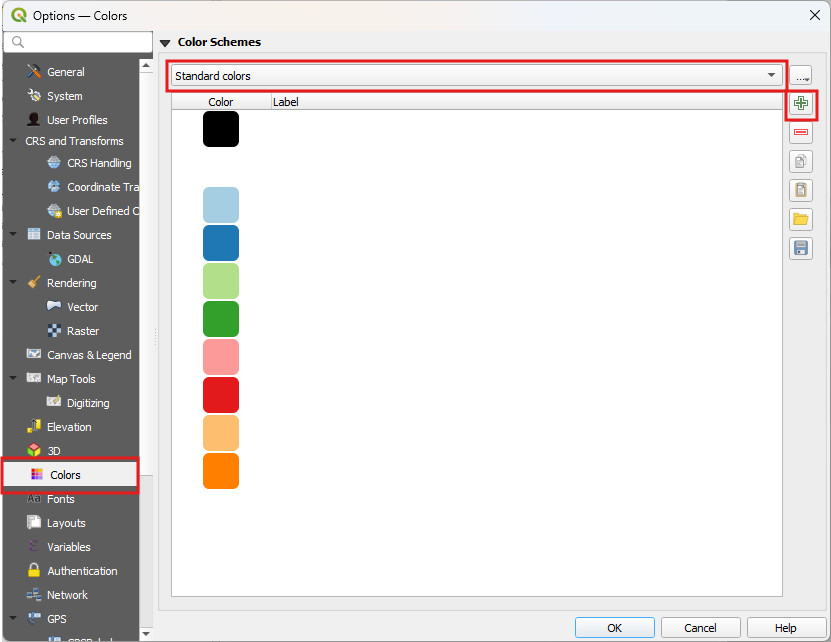 Options — Colors
General
System
User Profiles
CRS and Transforms
CRS Handling
Coordinate Tra
User Defined C
Data Sources
GDAL
Rendering
Vector
Raster
Canvas & Legend
Map Tools
Digitizing
Elevation
3D
Colors
Fonts
Layouts
Variables
Authentication
Network
GPS
Color Schemes
Standard colors
...
Color Label
OK Cancel Help